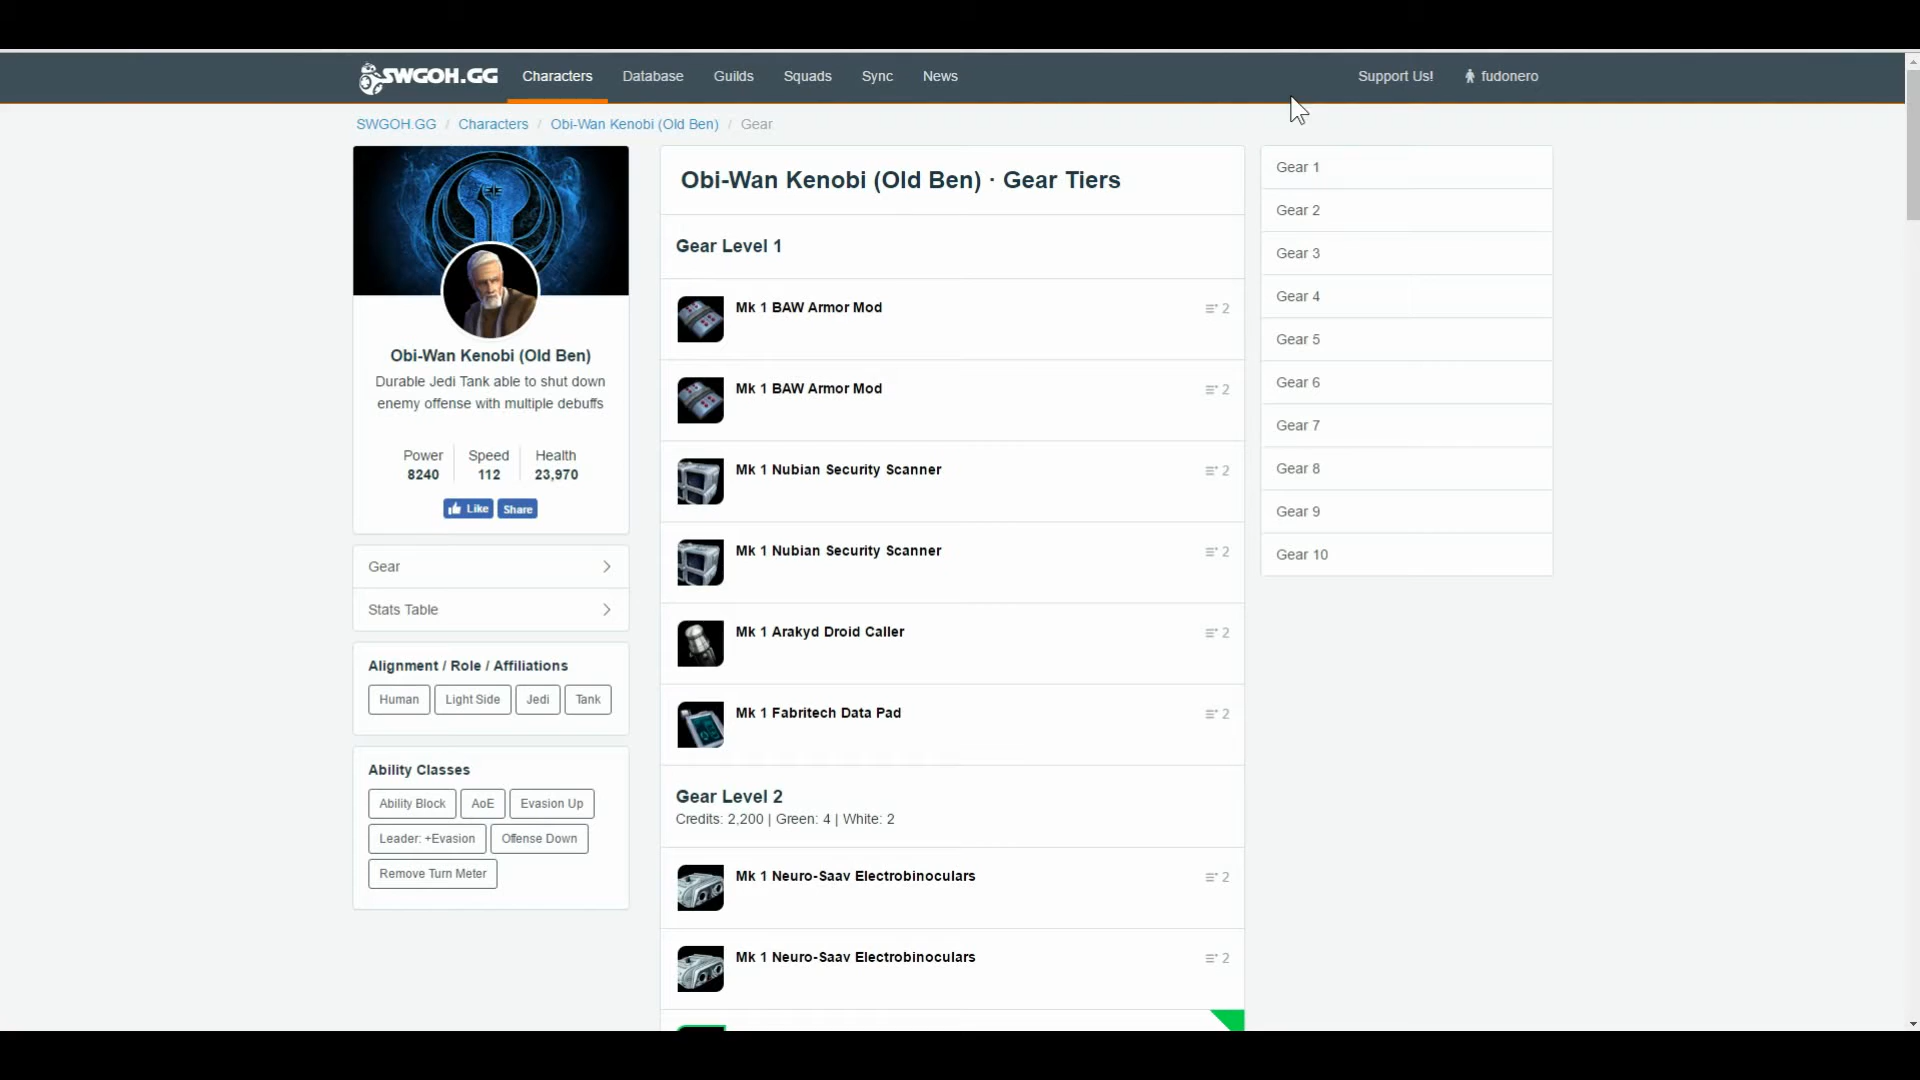 SWGOH.GG Characters Database Guilds Squads Sync News Support Us! fudonero
SWGOH.GG / Characters / Obi-Wan Kenobi (Old Ben) / Gear
Obi-Wan Kenobi (Old Ben)
Durable Jedi Tank able to shut down
enemy offense with multiple debuffs
Power Speed Health
8240 112 23,970
Like Share
Gear
Stats Table
Alignment / Role / Affiliations
Human Light Side Jedi Tank
Ability Classes
Ability Block AoE Evasion Up
Leader: +Evasion Offense Down
Remove Turn Meter
Obi-Wan Kenobi (Old Ben) · Gear Tiers
Gear Level 1
Mk 1 BAW Armor Mod 2
Mk 1 BAW Armor Mod 2
Mk 1 Nubian Security Scanner 2
Mk 1 Nubian Security Scanner 2
Mk 1 Arakyd Droid Caller 2
Mk 1 Fabritech Data Pad 2
Gear Level 2
Credits: 2,200 | Green: 4 | White: 2
Mk 1 Neuro-Saav Electrobinoculars 2
Mk 1 Neuro-Saav Electrobinoculars 2
Gear 1
Gear 2
Gear 3
Gear 4
Gear 5
Gear 6
Gear 7
Gear 8
Gear 9
Gear 10